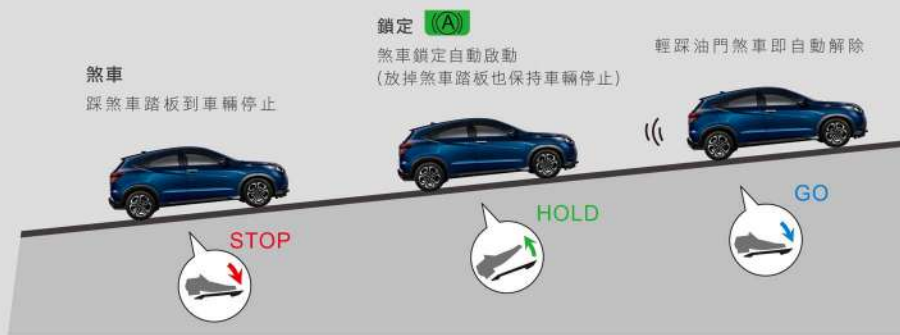 煞車
踩煞車踏板到車輛停止
鎖定 (A)
煞車鎖定自動啟動
(放掉煞車踏板也保持車輛停止)
輕踩油門煞車即自動解除
STOP
HOLD
GO